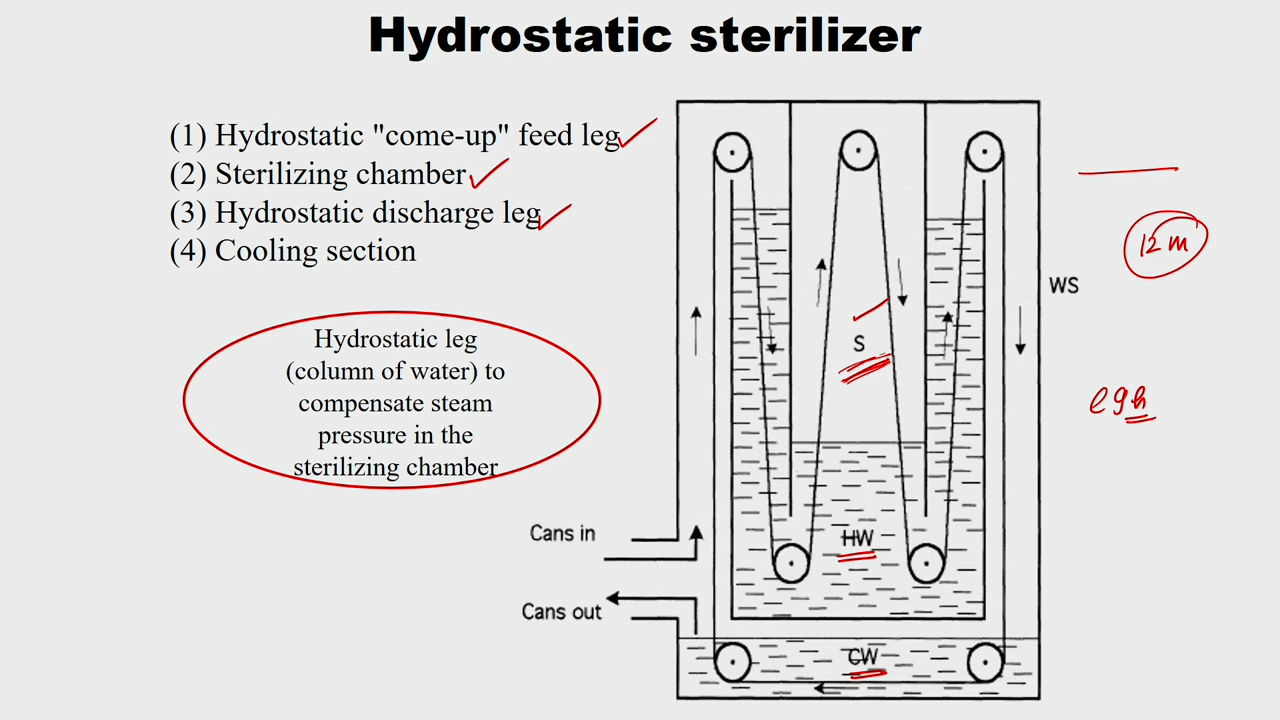 Hydrostatic sterilizer
(1) Hydrostatic "come-up" feed leg
(2) Sterilizing chamber
(3) Hydrostatic discharge leg
(4) Cooling section
Hydrostatic leg
(column of water) to
compensate steam
pressure in the
sterilizing chamber
12 m
WS
S
ρgh
Cans in
HW
Cans out
CW